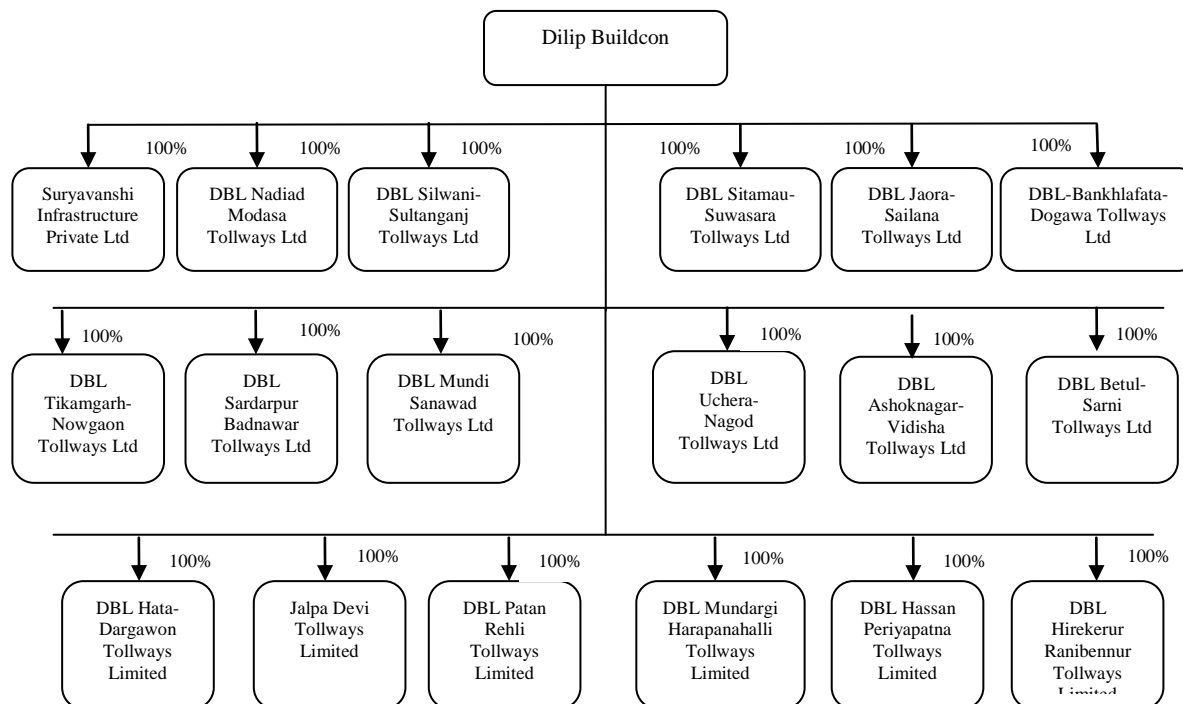 Dilip Buildcon
100%
100%
100%
100%
100%
100%
Suryavanshi
Infrastructure
Private Ltd
DBL Nadiad
Modasa
Tollways Ltd
DBL Silwani-
Sultanganj
Tollways Ltd
DBL Sitamau-
Suwasara
Tollways Ltd
DBL Jaora-
Sailana
Tollways Ltd
DBL-Bankhlafata-
Dogawa Tollways
Ltd
100%
100%
100%
100%
100%
100%
DBL
Tikamgarh-
Nowgaon
Tollways Ltd
DBL
Sardarpur
Badnawar
Tollways Ltd
DBL Mundi
Sanawad
Tollways Ltd
DBL
Uchera-
Nagod
Tollways Ltd
DBL
Ashoknagar-
Vidisha
Tollways Ltd
DBL Betul-
Sarni
Tollways Ltd
100%
100%
100%
100%
100%
100%
DBL Hata-
Dargawon
Tollways
Limited
Jalpa Devi
Tollways
Limited
DBL Patan
Rehli
Tollways
Limited
DBL Mundargi
Harapanahalli
Tollways
Limited
DBL Hassan
Periyapatna
Tollways
Limited
DBL
Hirekerur
Ranibennur
Tollways
Limited